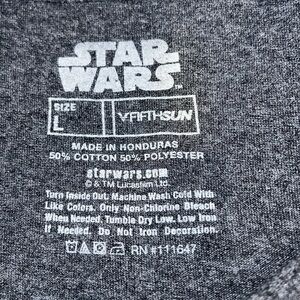 STAR
WARS™
SIZE
L
FIFTHSUN
MADE IN HONDURAS
50% COTTON 50% POLYESTER
starwars.com
© & TM Lucasfilm Ltd.
Turn Inside Out. Machine Wash Cold With
Like Colors. Only Non-Chlorine Bleach
When Needed. Tumble Dry Low. Low Iron
If Needed. Do Not Iron Decoration.
RN #111647